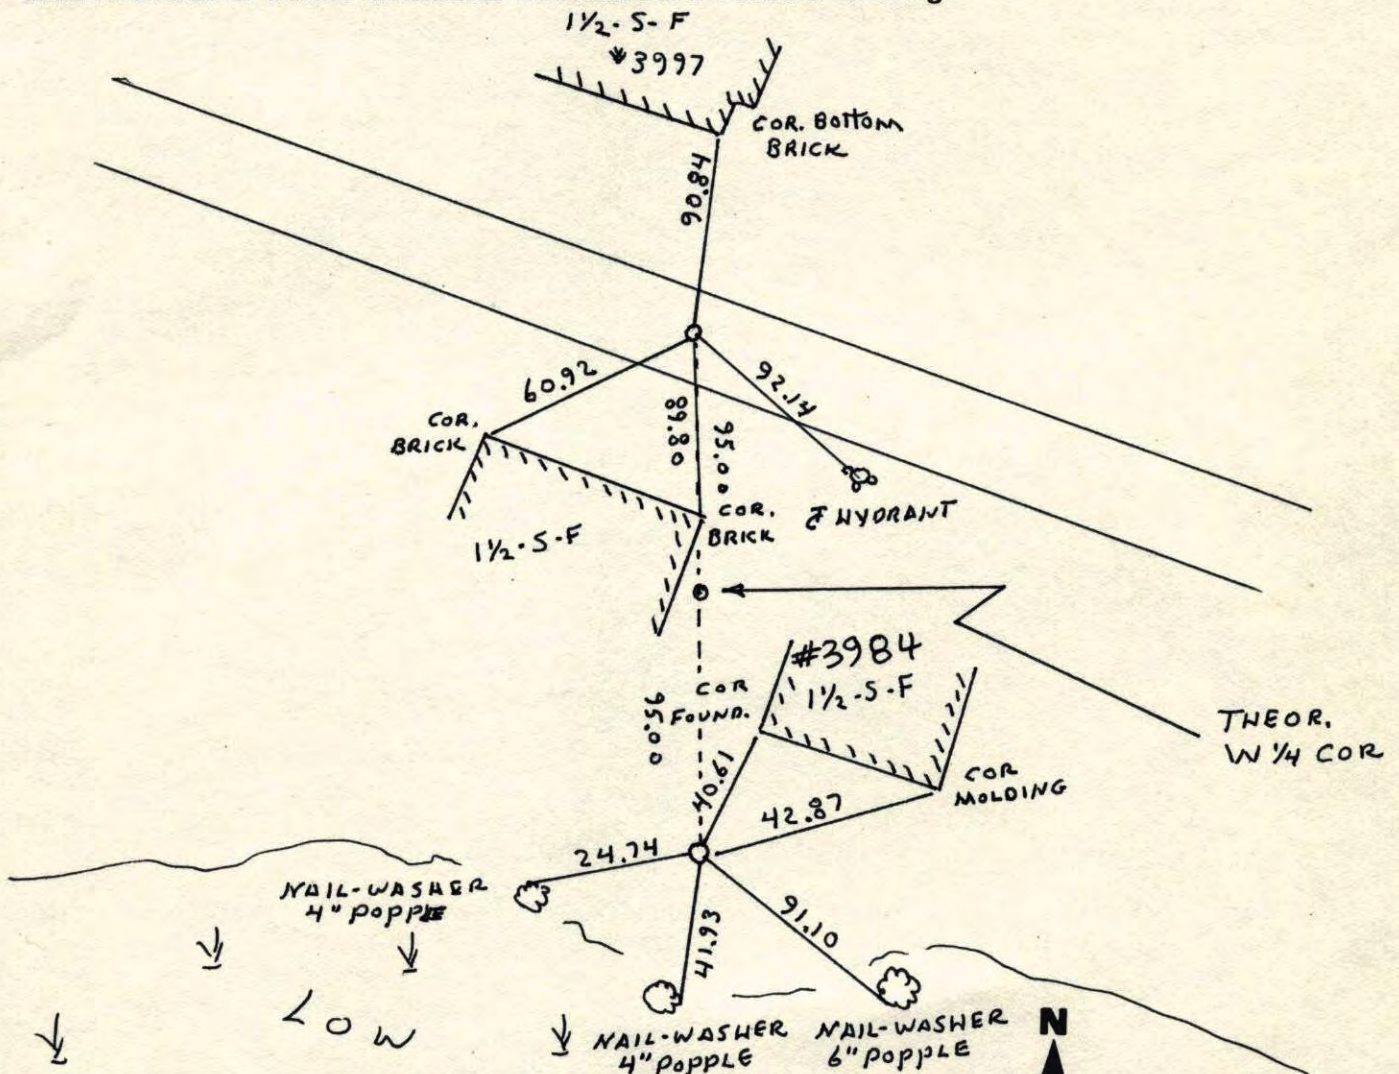 1½-S-F
#3997
COR. BOTTOM
BRICK
90.84
60.92
92.14
COR.
BRICK
89.80
95.00
COR.
BRICK
HYDRANT
1½-S-F
#3984
1½-S-F
COR
FOUND.
95.00
THEOR.
W ¼ COR
40.61
COR
MOLDING
42.87
24.74
NAIL-WASHER
4" POPPLE
41.93
91.10
LOW
NAIL-WASHER
4" POPPLE
NAIL-WASHER
6" POPPLE
N